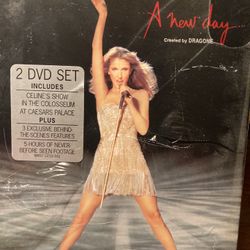 A new day...
Created by DRAGONE
2 DVD SET
INCLUDES
CELINE'S SHOW
IN THE COLOSSEUM
AT CAESARS PALACE
PLUS
3 EXCLUSIVE BEHIND-
THE-SCENES FEATURES
5 HOURS OF NEVER
BEFORE SEEN FOOTAGE